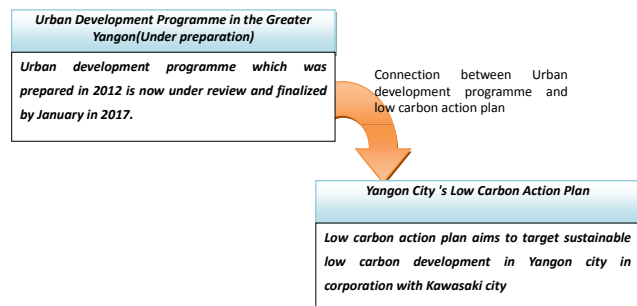 Urban Development Programme in the Greater
Yangon(Under preparation)
Urban development programme which was
prepared in 2012 is now under review and finalized
by January in 2017.
Connection between Urban
development programme and
low carbon action plan
Yangon City 's Low Carbon Action Plan
Low carbon action plan aims to target sustainable
low carbon development in Yangon city in
corporation with Kawasaki city